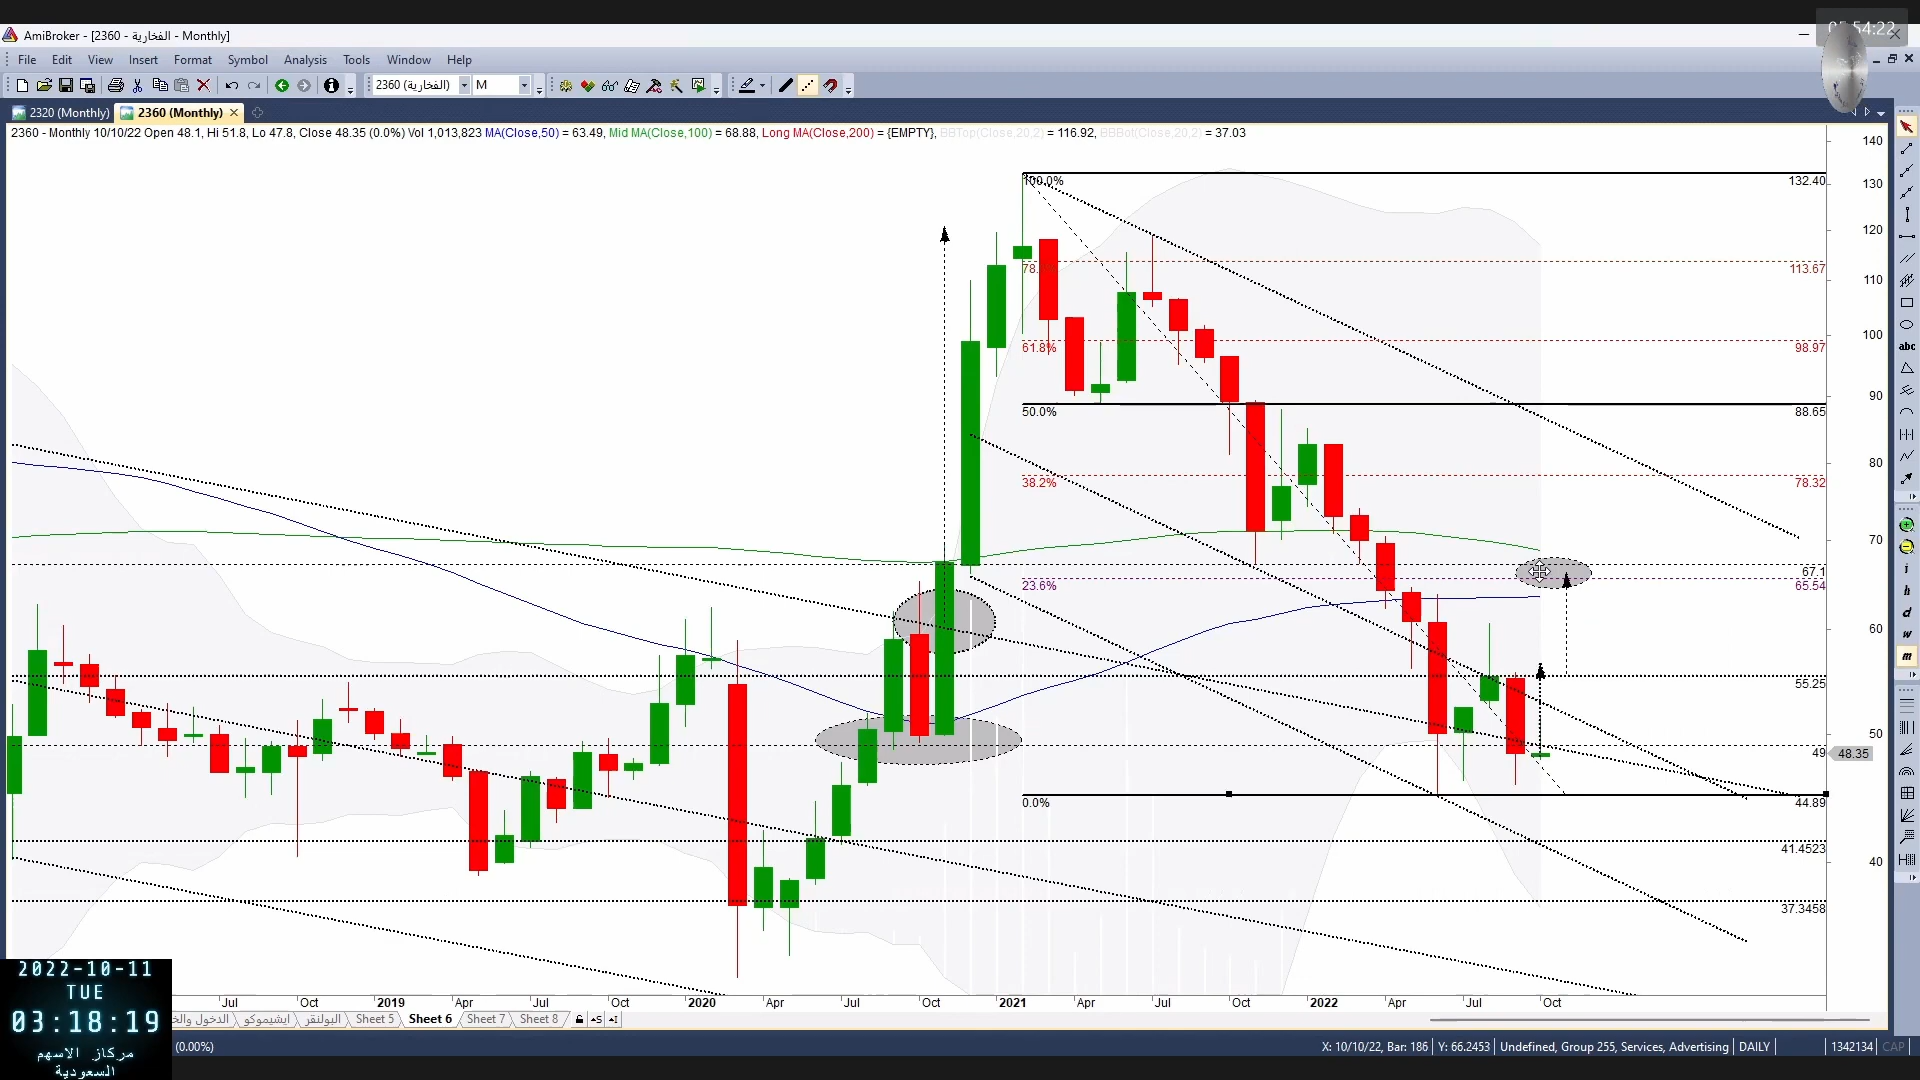 05:54:22
AmiBroker - [2360 - الفخارية - Monthly]
File Edit View Insert Format Symbol Analysis Tools Window Help
2360 (الفخارية) M
2320 (Monthly) 2360 (Monthly)
2360 - Monthly 10/10/22 Open 48.1, Hi 51.8, Lo 47.8, Close 48.35 (0.0%) Vol 1,013,823 MA(Close,50) = 63.49, Mid MA(Close,100) = 68.88, Long MA(Close,200) = {EMPTY}, BBTop(Close,20,2) = 116.92, BBBot(Close,20,2) = 37.03
140
100.0% 132.40 130
120
78. 113.67
110
100
61.8% 98.97
abc
90
50.0% 88.65
80
38.2% 78.32
70
67.1
i
23.6% 65.54
h
d
60
w
m
55.25
50
49 48.35
0.0% 44.89
41.4523
40
37.3458
Jul Oct 2019 Apr Jul Oct 2020 Apr Jul Oct 2021 Apr Jul Oct 2022 Apr Jul Oct
ايشيموكو البولنقر Sheet 5 Sheet 6 Sheet 7 Sheet 8
(0.00%) X: 10/10/22, Bar: 186 Y: 66.2453 Undefined, Group 255, Services, Advertising DAILY 1342134 CAP
2022-10-11
TUE
03:18:19
مركاز الاسهم
السعودية